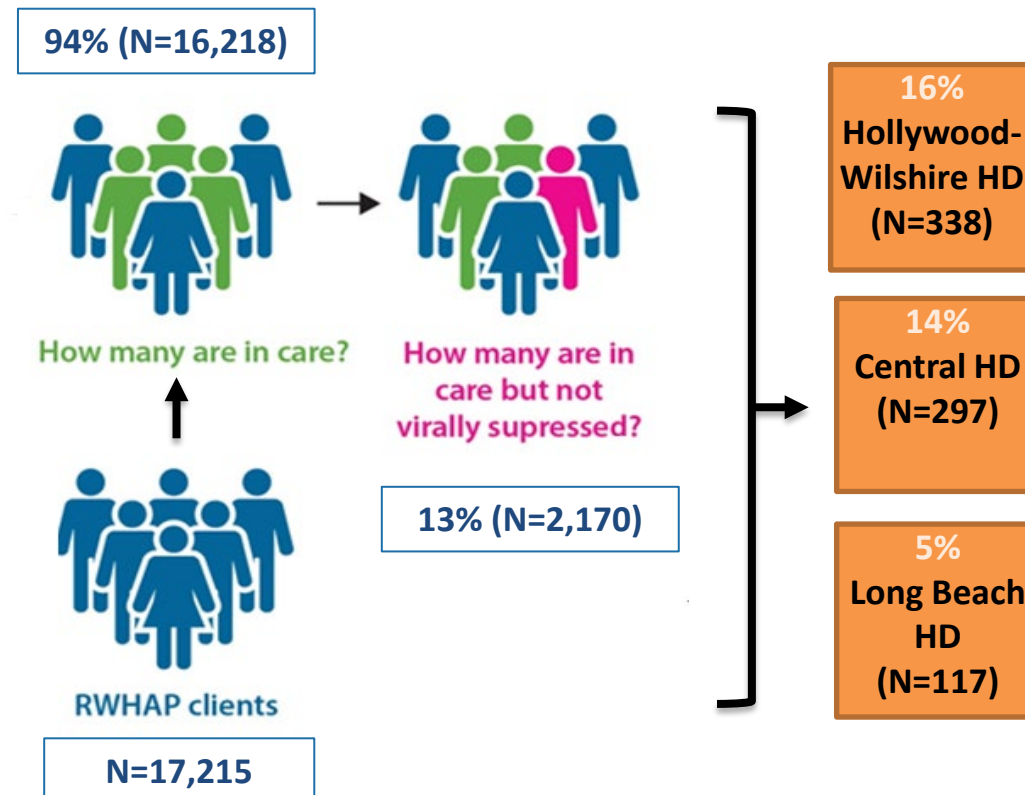 94% (N=16,218)
How many are in care?
How many are in
care but not
virally supressed?
13% (N=2,170)
RWHAP clients
N=17,215
16%
Hollywood-
Wilshire HD
(N=338)
14%
Central HD
(N=297)
5%
Long Beach
HD
(N=117)